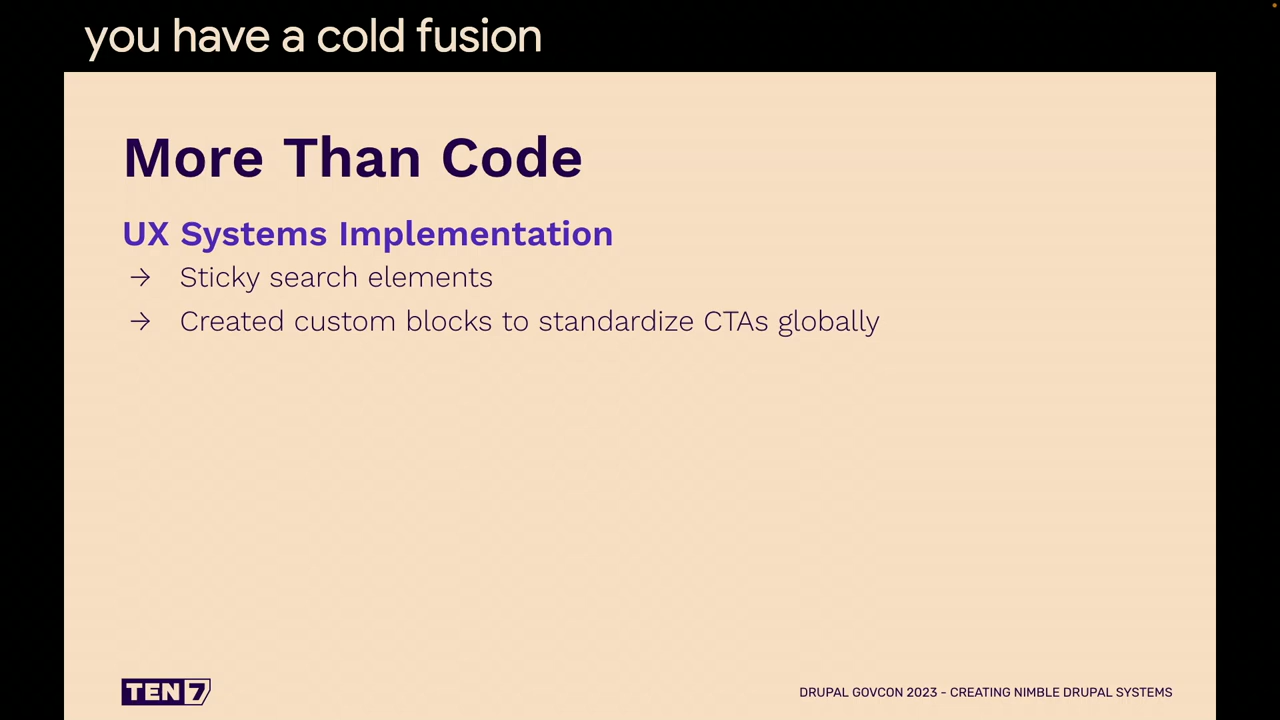 you have a cold fusion
More Than Code
UX Systems Implementation
→ Sticky search elements
→ Created custom blocks to standardize CTAs globally
TEN7
DRUPAL GOVCON 2023 - CREATING NIMBLE DRUPAL SYSTEMS